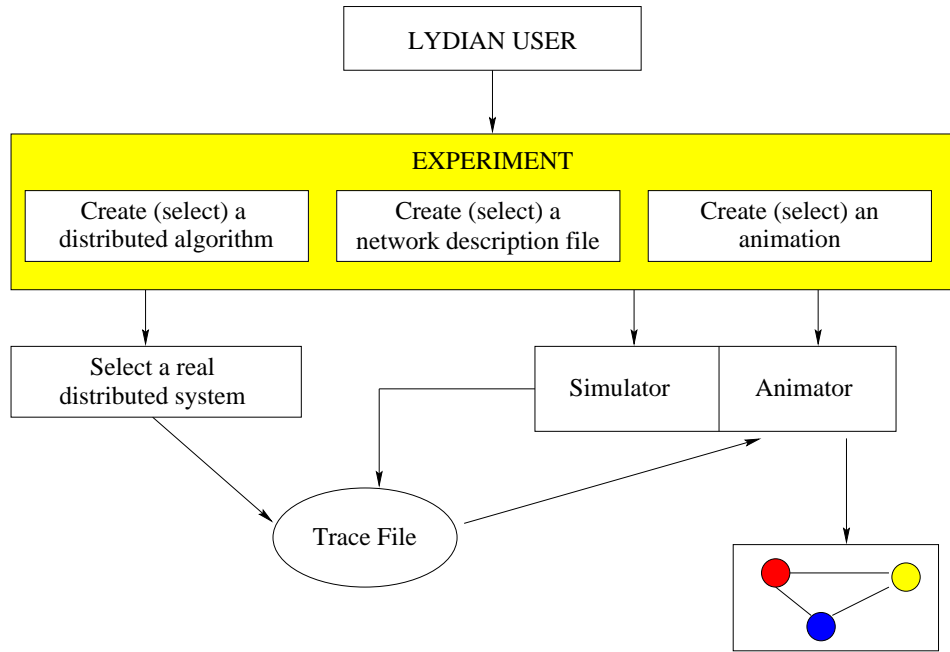 LYDIAN USER
EXPERIMENT
Create (select) a
distributed algorithm
Create (select) a
network description file
Create (select) an
animation
Select a real
distributed system
Simulator
Animator
Trace File